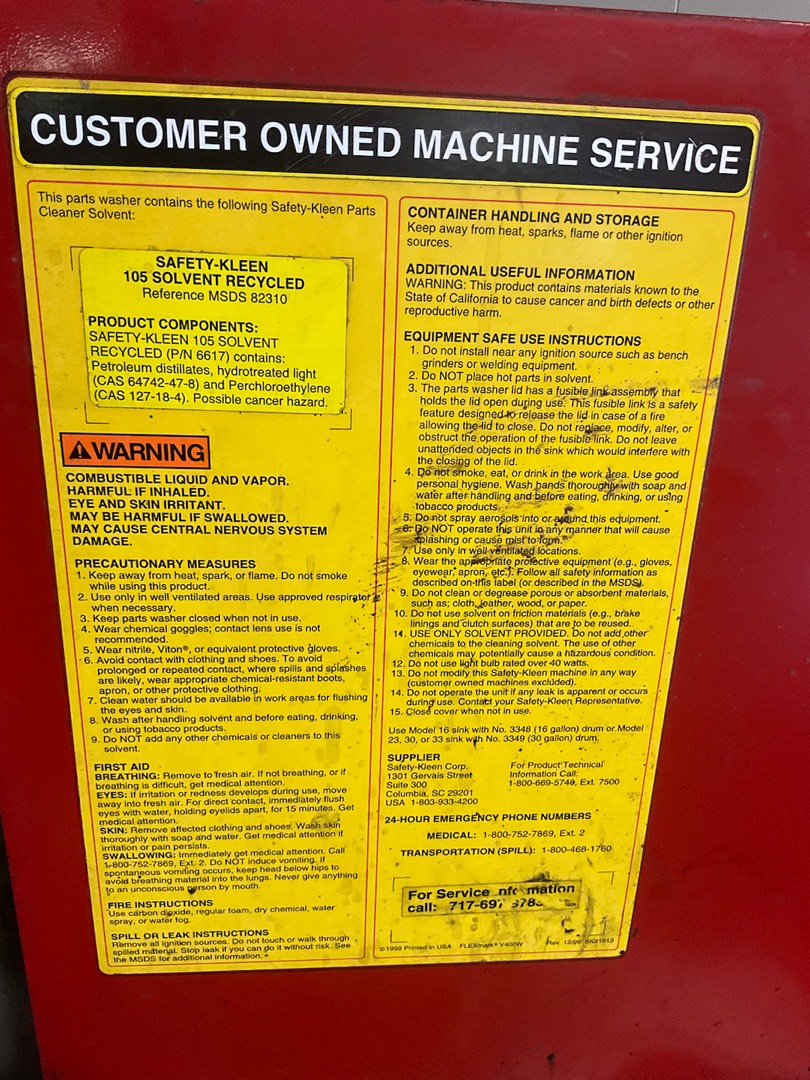 CUSTOMER OWNED MACHINE SERVICE
This parts washer contains the following Safety-Kleen Parts
Cleaner Solvent:
SAFETY-KLEEN
105 SOLVENT RECYCLED
Reference MSDS 82310
PRODUCT COMPONENTS:
SAFETY-KLEEN 105 SOLVENT
RECYCLED (P/N 6617) contains:
Petroleum distillates, hydrotreated light
(CAS 64742-47-8) and Perchloroethylene
(CAS 127-18-4). Possible cancer hazard.
WARNING
COMBUSTIBLE LIQUID AND VAPOR.
HARMFUL IF INHALED.
EYE AND SKIN IRRITANT.
MAY BE HARMFUL IF SWALLOWED.
MAY CAUSE CENTRAL NERVOUS SYSTEM
DAMAGE.
PRECAUTIONARY MEASURES
1. Keep away from heat, spark, or flame. Do not smoke
while using this product.
2. Use only in well ventilated areas. Use approved respirator
when necessary.
3. Keep parts washer closed when not in use.
4. Wear chemical goggles; contact lens use is not
recommended.
5. Wear nitrile, Viton®, or equivalent protective gloves.
6. Avoid contact with clothing and shoes. To avoid
prolonged or repeated contact, where spills and splashes
are likely, wear appropriate chemical-resistant boots,
apron, or other protective clothing.
7. Clean water should be available in work areas for flushing
the eyes and skin.
8. Wash after handling solvent and before eating, drinking,
or using tobacco products.
9. Do NOT add any other chemicals or cleaners to this
solvent.
FIRST AID
BREATHING: Remove to fresh air. If not breathing, or if
breathing is difficult, get medical attention.
EYES: If irritation or redness develops during use, move
away into fresh air. For direct contact, immediately flush
eyes with water, holding eyelids apart, for 15 minutes. Get
medical attention.
SKIN: Remove affected clothing and shoes. Wash skin
thoroughly with soap and water. Get medical attention if
irritation or pain persists.
SWALLOWING: Immediately get medical attention. Call
1-800-752-7869, Ext. 2. Do NOT induce vomiting. If
spontaneous vomiting occurs, keep head below hips to
avoid breathing material into the lungs. Never give anything
to an unconscious person by mouth.
FIRE INSTRUCTIONS
Use carbon dioxide, regular foam, dry chemical, water
spray, or water fog.
SPILL OR LEAK INSTRUCTIONS
Remove all ignition sources. Do not touch or walk through
spilled material. Stop leak if you can do it without risk. See
the MSDS for additional information.
CONTAINER HANDLING AND STORAGE
Keep away from heat, sparks, flame or other ignition
sources.
ADDITIONAL USEFUL INFORMATION
WARNING: This product contains materials known to the
State of California to cause cancer and birth defects or other
reproductive harm.
EQUIPMENT SAFE USE INSTRUCTIONS
1. Do not install near any ignition source such as bench
grinders or welding equipment.
2. Do NOT place hot parts in solvent.
3. The parts washer lid has a fusible link assembly that
holds the lid open during use. This fusible link is a safety
feature designed to release the lid in case of a fire
allowing the lid to close. Do not replace, modify, alter, or
obstruct the operation of the fusible link. Do not leave
unattended objects in the sink which would interfere with
the closing of the lid.
4. Do not smoke, eat, or drink in the work area. Use good
personal hygiene. Wash hands thoroughly with soap and
water after handling and before eating, drinking, or using
tobacco products.
5. Do not spray aerosols into or around this equipment.
6. Do NOT operate this unit in any manner that will cause
splashing or cause mist to form.
7. Use only in well ventilated locations.
8. Wear the appropriate protective equipment (e.g., gloves,
eyewear, apron, etc.). Follow all safety information as
described on this label (or described in the MSDS).
9. Do not clean or degrease porous or absorbent materials,
such as; cloth, leather, wood, or paper.
10. Do not use solvent on friction materials (e.g., brake
linings and clutch surfaces) that are to be reused.
11. USE ONLY SOLVENT PROVIDED. Do not add other
chemicals to the cleaning solvent. The use of other
chemicals may potentially cause a hazardous condition.
12. Do not use light bulb rated over 40 watts.
13. Do not modify this Safety-Kleen machine in any way
(customer owned machines excluded).
14. Do not operate the unit if any leak is apparent or occurs
during use. Contact your Safety-Kleen Representative.
15. Close cover when not in use.
Use Model 16 sink with No. 3348 (16 gallon) drum or Model
23, 30, or 33 sink with No. 3349 (30 gallon) drum.
SUPPLIER
Safety-Kleen Corp.
1301 Gervais Street
Suite 300
Columbia, SC 29201
USA 1-803-933-4200
For Product Technical
Information Call:
1-800-669-5740, Ext. 7500
24-HOUR EMERGENCY PHONE NUMBERS
MEDICAL: 1-800-752-7869, Ext. 2
TRANSPORTATION (SPILL): 1-800-468-1760
For Service
call: 717-697
©1999 Printed in USA FLEXmark® V400W Rev. 12/99